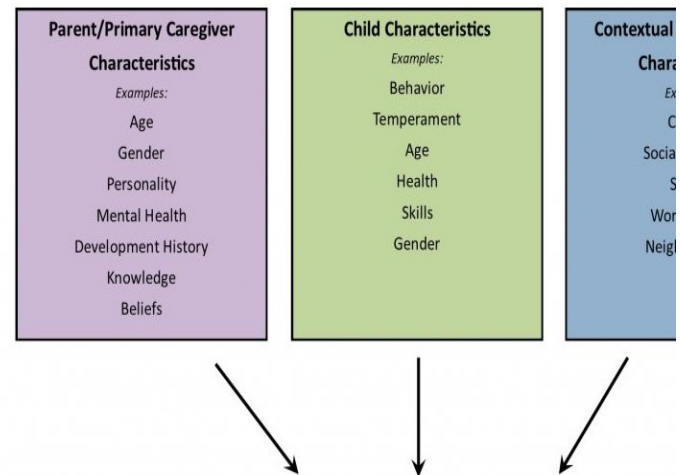 Parent/Primary Caregiver
Characteristics
Examples:
Age
Gender
Personality
Mental Health
Development History
Knowledge
Beliefs
Child Characteristics
Examples:
Behavior
Temperament
Age
Health
Skills
Gender
Contextual